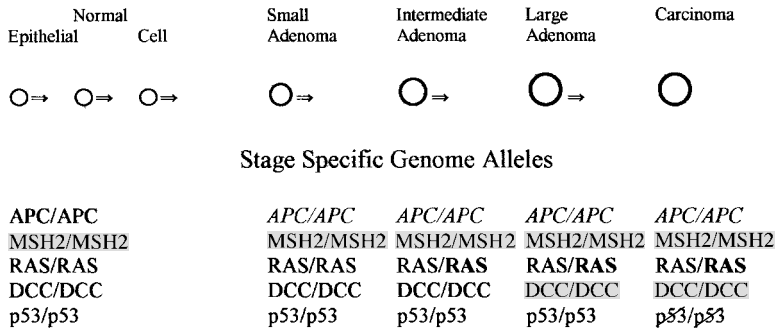 Normal Small Intermediate Large Carcinoma
Epithelial Cell Adenoma Adenoma Adenoma
Stage Specific Genome Alleles
APC/APC APC/APC APC/APC APC/APC APC/APC
MSH2/MSH2 MSH2/MSH2 MSH2/MSH2 MSH2/MSH2 MSH2/MSH2
RAS/RAS RAS/RAS RAS/RAS RAS/RAS RAS/RAS
DCC/DCC DCC/DCC DCC/DCC DCC/DCC DCC/DCC
p53/p53 p53/p53 p53/p53 p53/p53 p53/p53